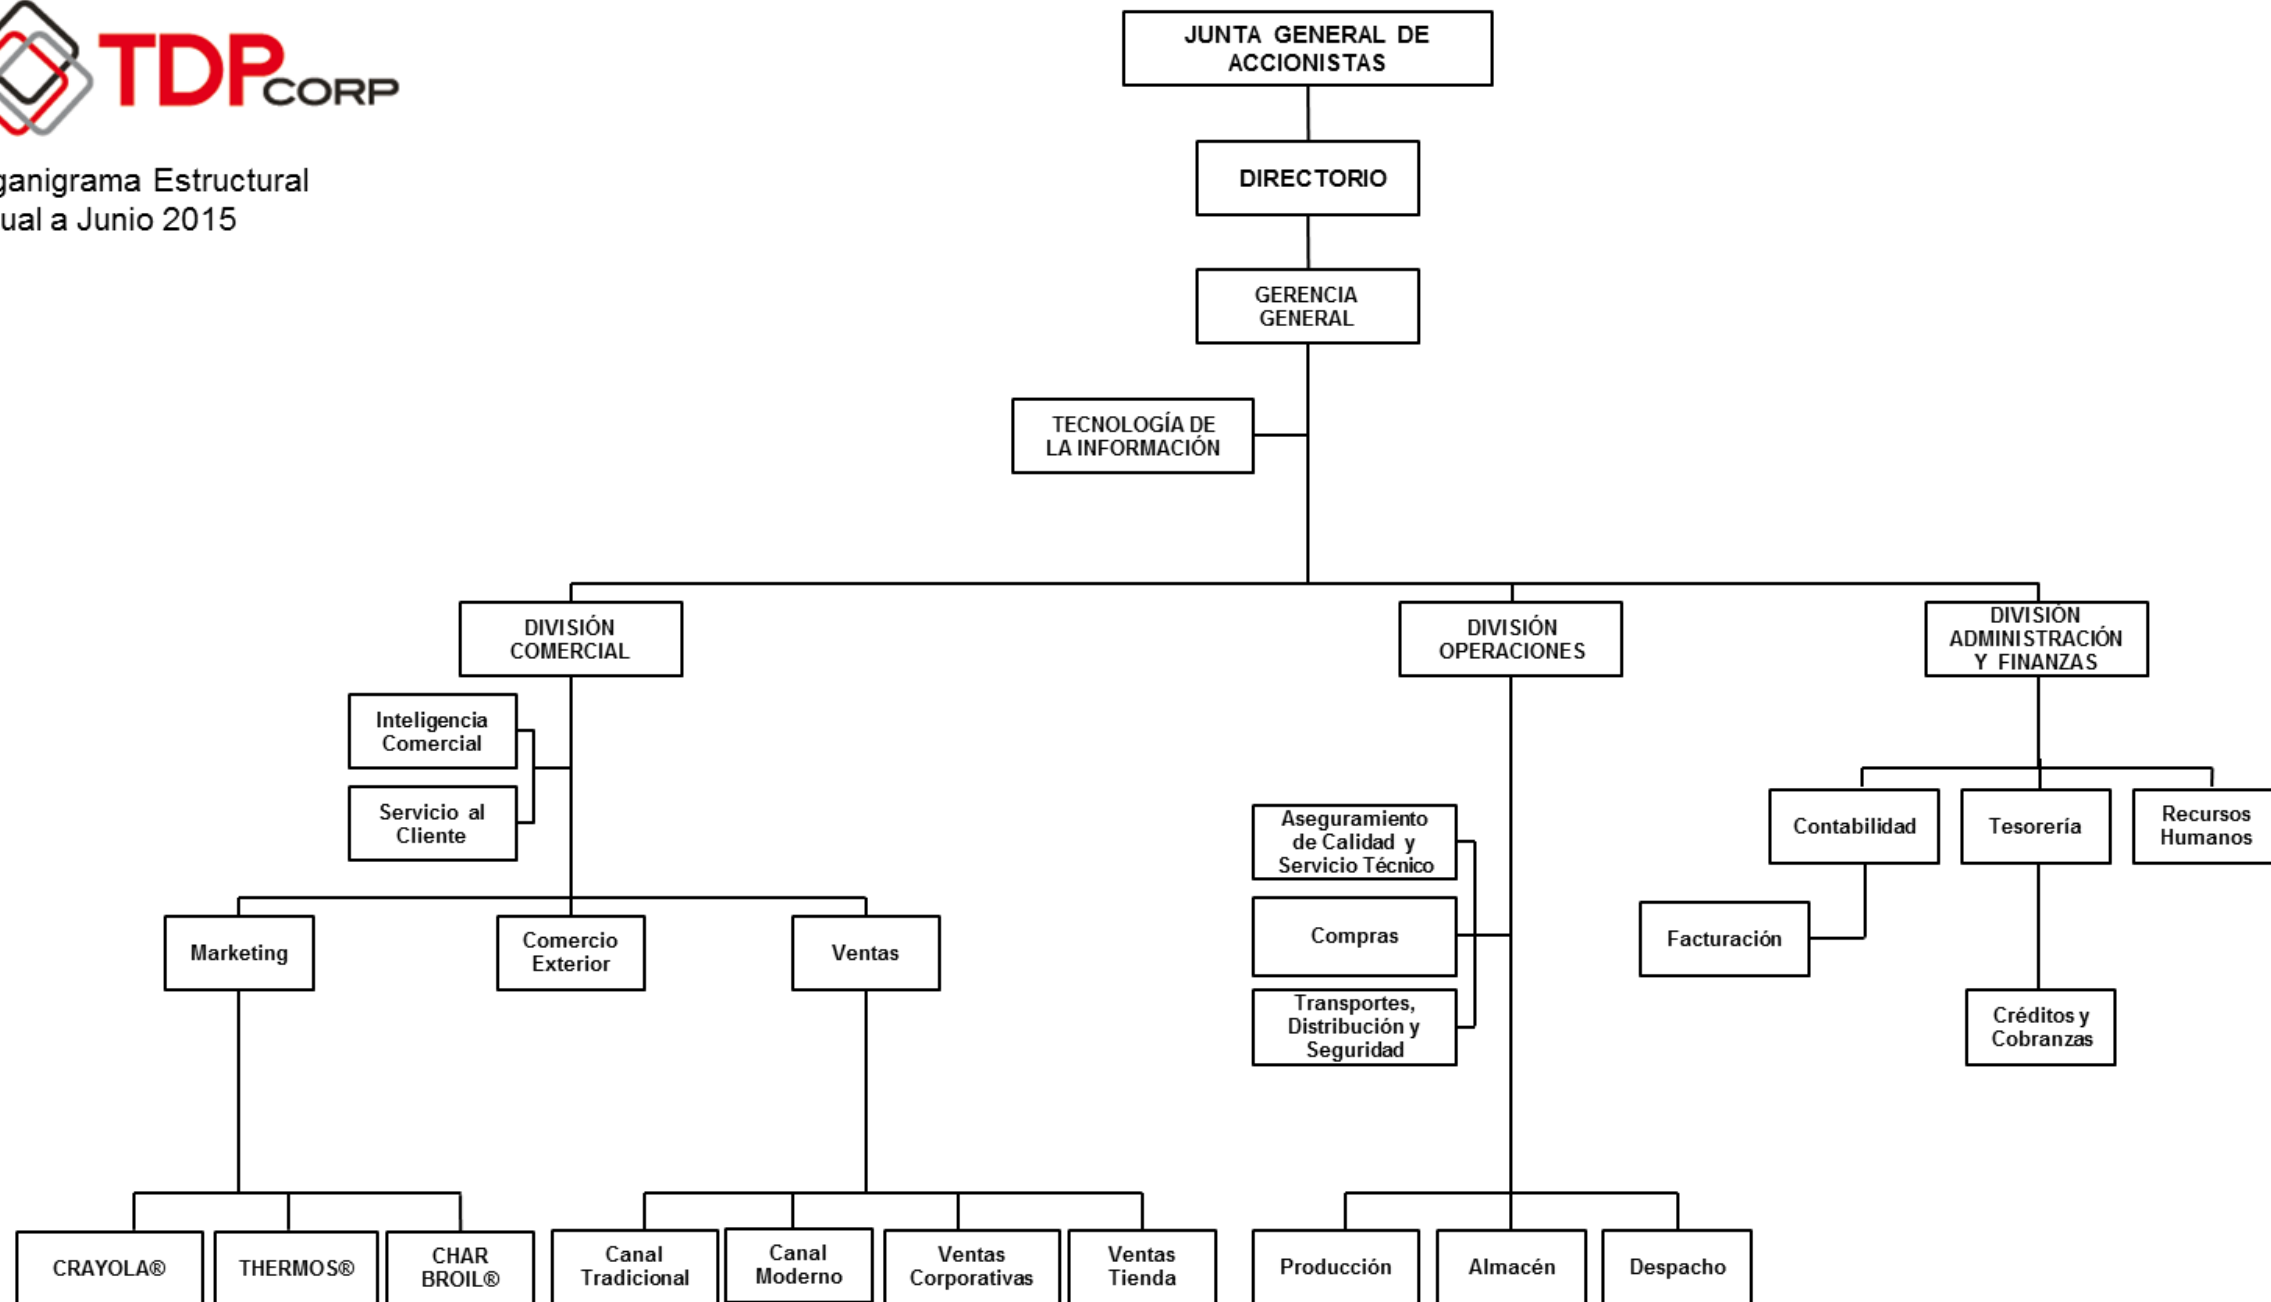 TDP CORP
ganigrama Estructural
ual a Junio 2015
JUNTA GENERAL DE
ACCIONISTAS
DIRECTORIO
GERENCIA
GENERAL
TECNOLOGÍA DE
LA INFORMACIÓN
DIVISIÓN
COMERCIAL
DIVISIÓN
OPERACIONES
DIVISIÓN
ADMINISTRACIÓN
Y FINANZAS
Inteligencia
Comercial
Servicio al
Cliente
Aseguramiento
de Calidad y
Servicio Técnico
Compras
Transportes,
Distribución y
Seguridad
Contabilidad
Tesorería
Recursos
Humanos
Facturación
Créditos y
Cobranzas
Marketing
Comercio
Exterior
Ventas
CRAYOLA®
THERMOS®
CHAR
BROIL®
Canal
Tradicional
Canal
Moderno
Ventas
Corporativas
Ventas
Tienda
Producción
Almacén
Despacho